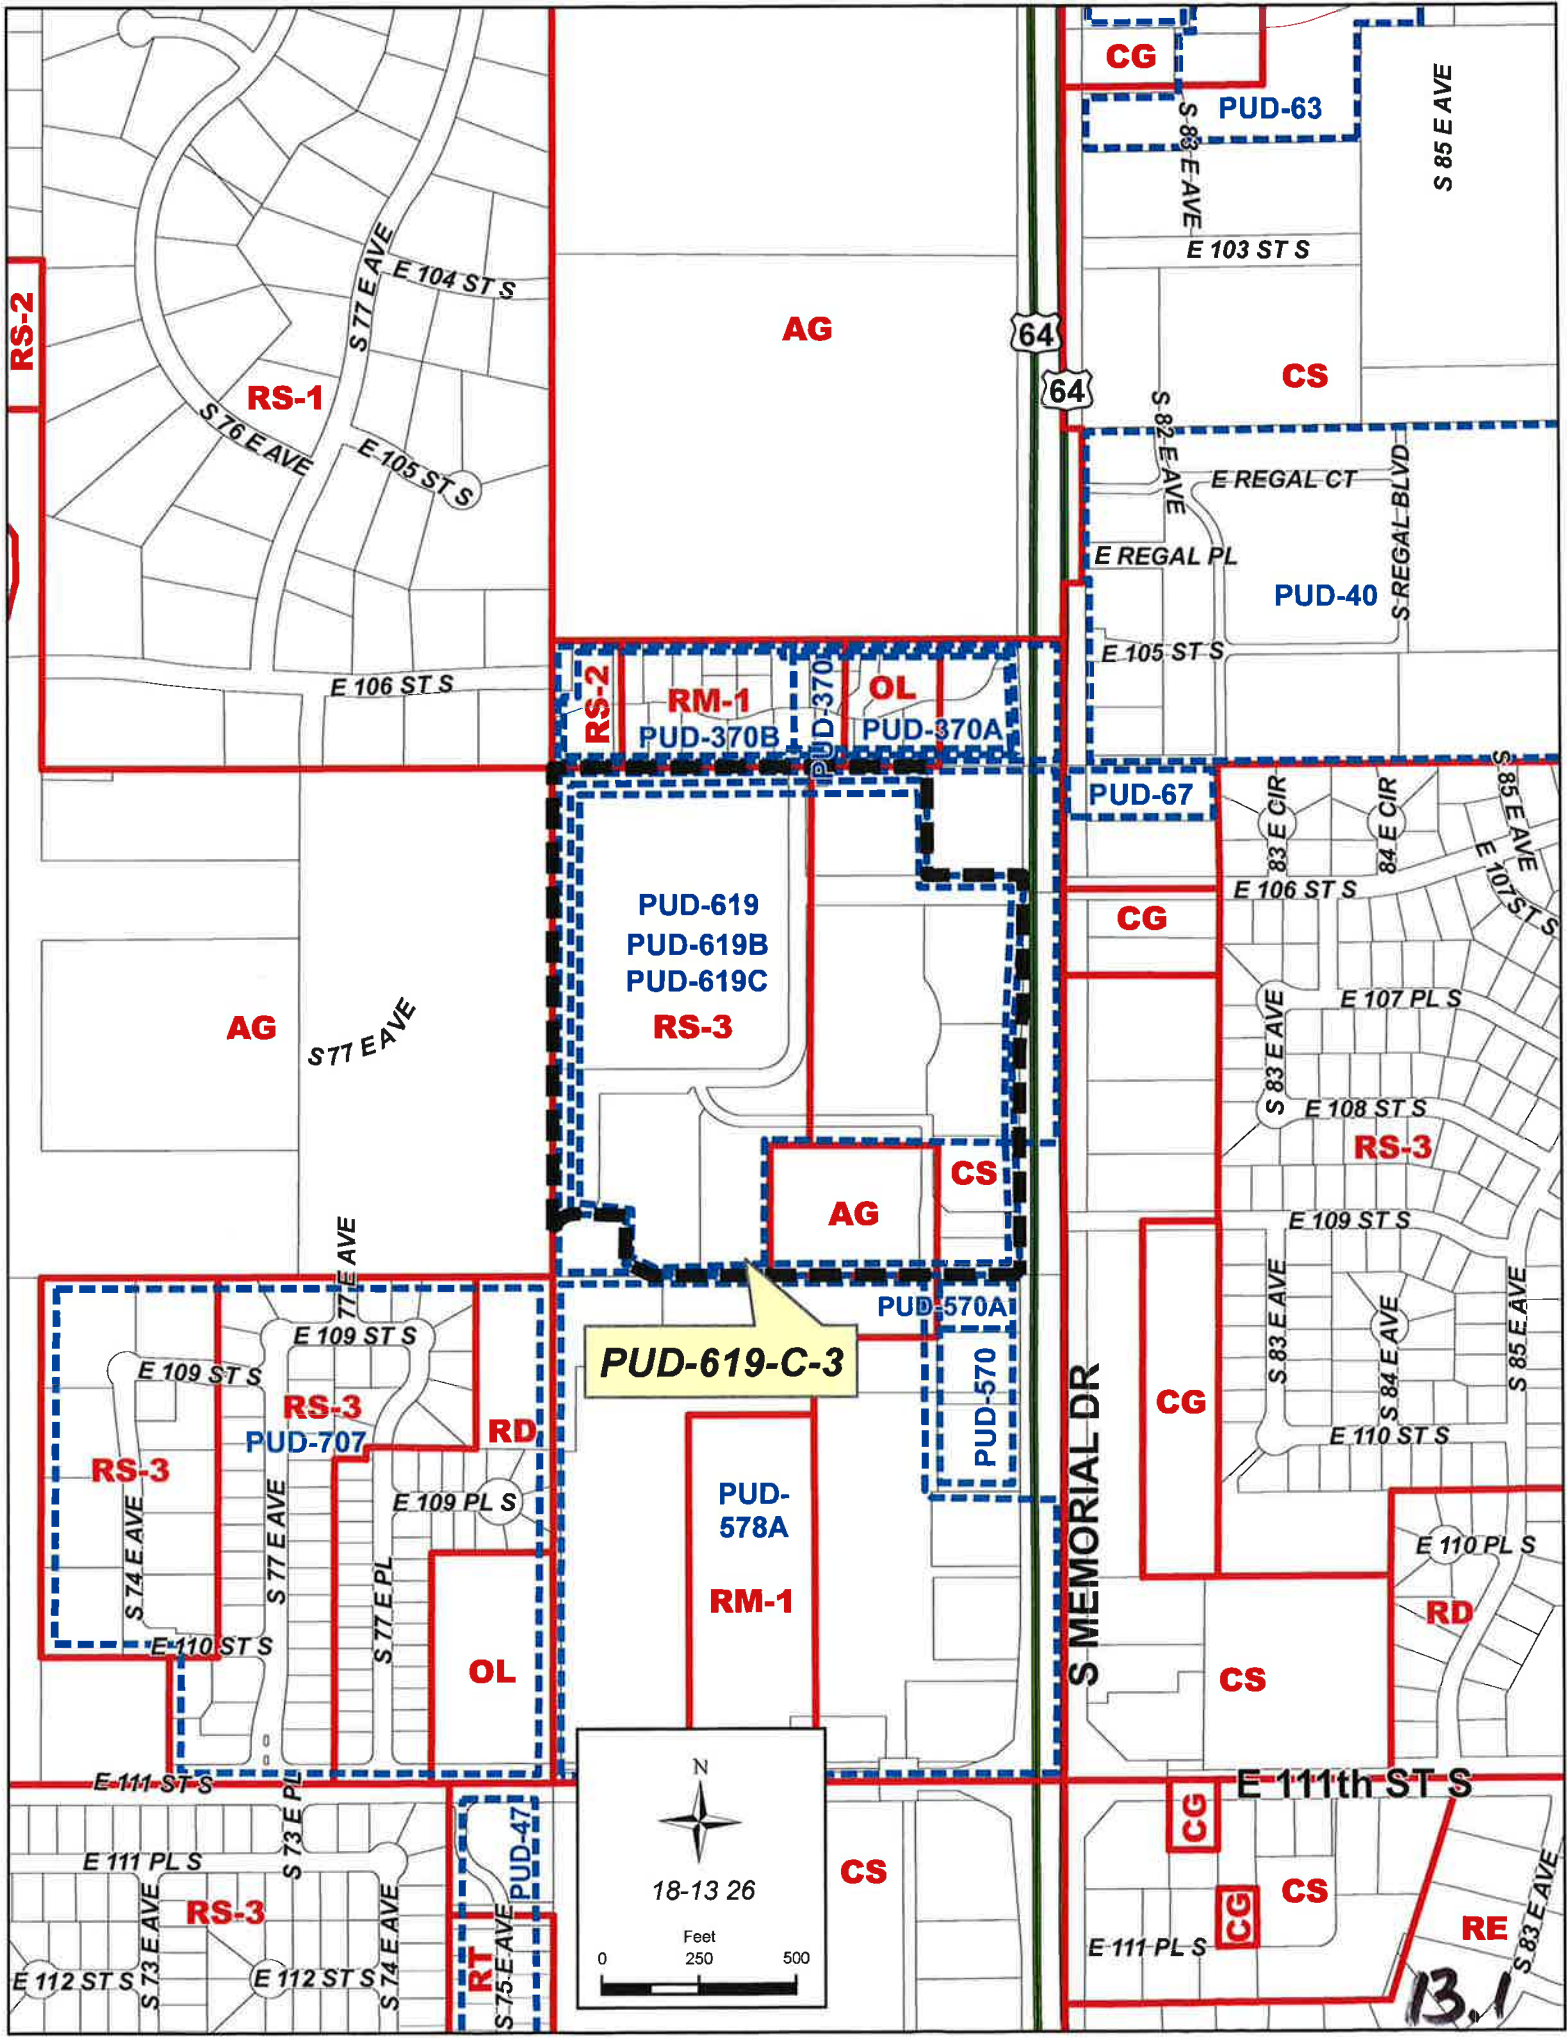 CG
PUD-63
S 83 E AVE
S 85 E AVE
E 103 ST S
S 77 E AVE
E 104 ST S
RS-2
AG
64
64
CS
RS-1
S 76 E AVE
E 105 ST S
S 82 E AVE
E REGAL CT
S REGAL BLVD
E REGAL PL
PUD-40
E 105 ST S
E 106 ST S
RS-2
RM-1
PUD-370B
PUD-370
OL
PUD-370A
PUD-67
83 E CIR
84 E CIR
S 85 E AVE
E 107 ST S
E 106 ST S
CG
PUD-619
PUD-619B
PUD-619C
RS-3
AG
S 77 E AVE
S 83 E AVE
E 107 PL S
E 108 ST S
RS-3
CS
AG
E 109 ST S
77 E AVE
PUD-570A
E 109 ST S
E 109 ST S
PUD-619-C-3
PUD-570
S MEMORIAL DR
S 83 E AVE
S 84 E AVE
S 85 E AVE
CG
RS-3
PUD-707
RD
RS-3
E 110 ST S
S 74 E AVE
S 77 E AVE
E 109 PL S
S 77 E PL
PUD-
578A
RM-1
E 110 PL S
RD
E 110 ST S
OL
CS
E 111 ST S
E 111th ST S
S 73 E PL
PUD-47
N
18-13 26
Feet
0 250 500
CS
CG
CG
CS
RE
S 83 E AVE
E 111 PL S
E 111 PL S
RS-3
S 73 E AVE
S 74 E AVE
E 112 ST S
E 112 ST S
RT
S 75 E AVE
13.1